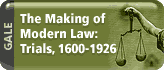 GALE
The Making of
Modern Law:
Trials, 1600-1926